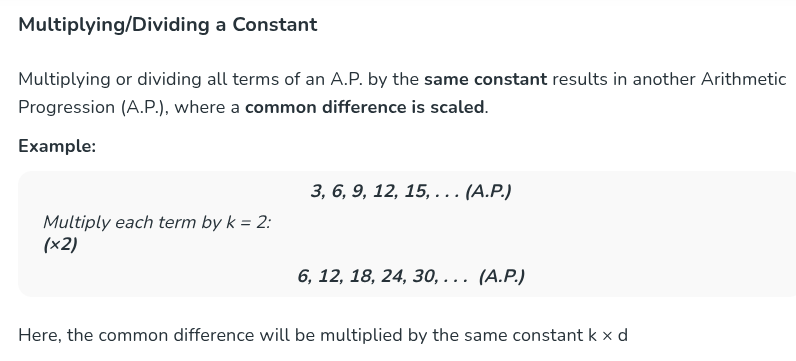 Multiplying/Dividing a Constant
Multiplying or dividing all terms of an A.P. by the same constant results in another Arithmetic
Progression (A.P.), where a common difference is scaled.
Example:
3, 6, 9, 12, 15, . . . (A.P.)
Multiply each term by k = 2:
(×2)
6, 12, 18, 24, 30, . . .  (A.P.)
Here, the common difference will be multiplied by the same constant k × d